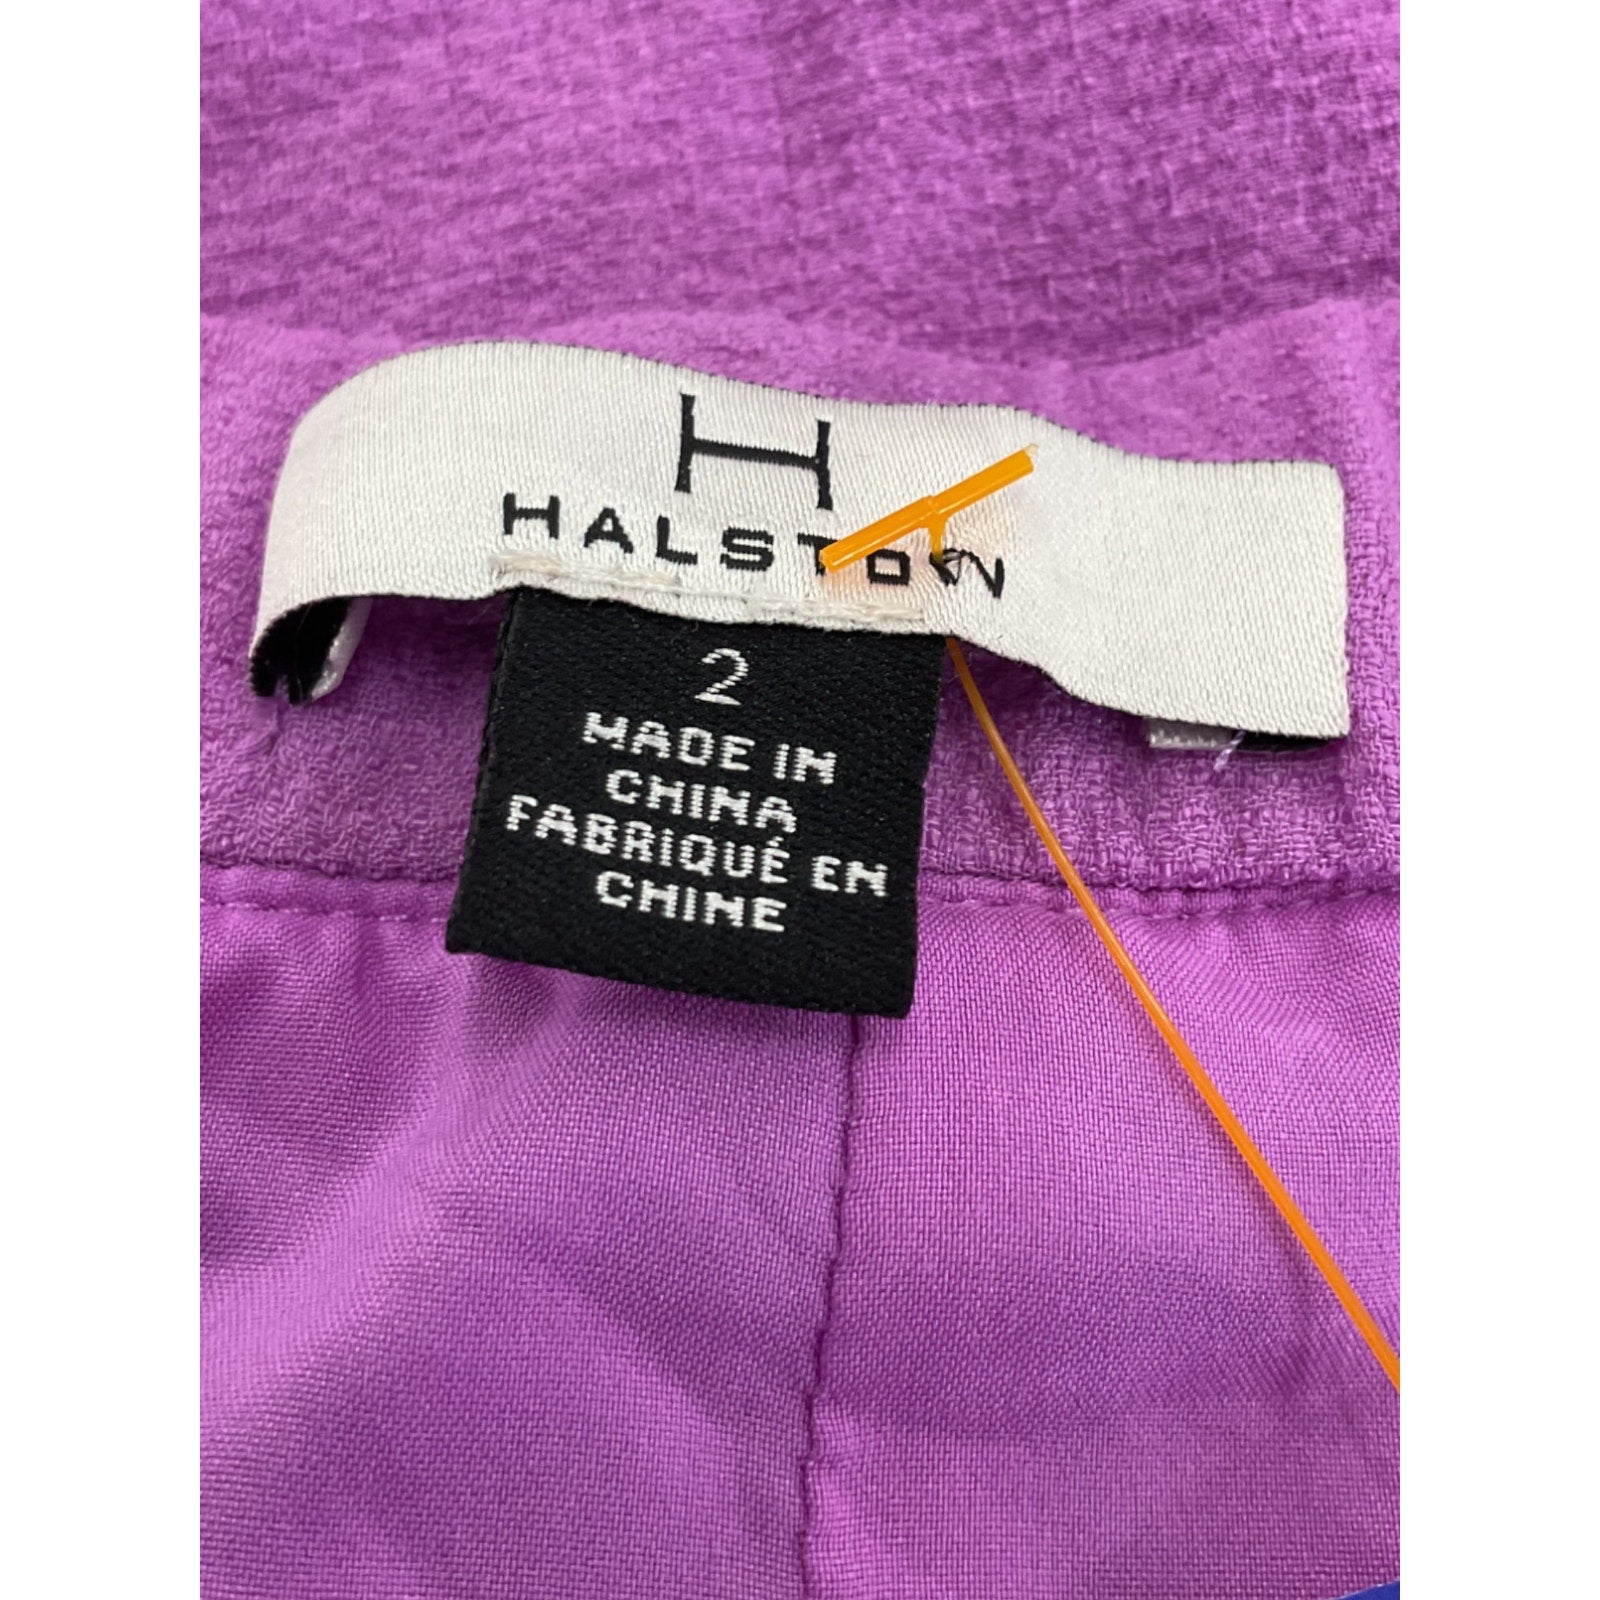 H
HALSTON
2
MADE IN
CHINA
FABRIQUÉ EN
CHINE